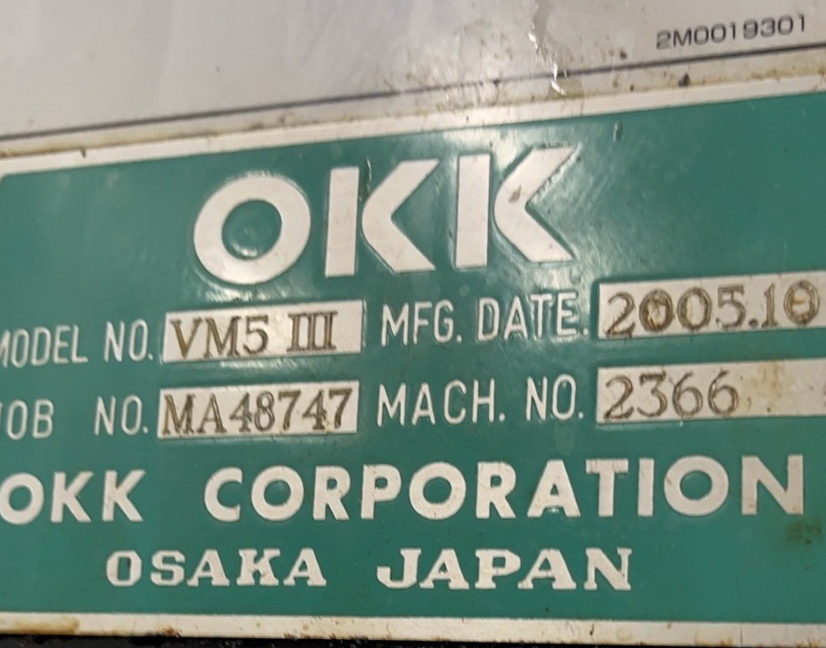 2M0019301
OKK
MODEL NO. VM5 III MFG. DATE. 2005.10
JOB NO. MA48747 MACH. NO. 2366
OKK CORPORATION
OSAKA JAPAN